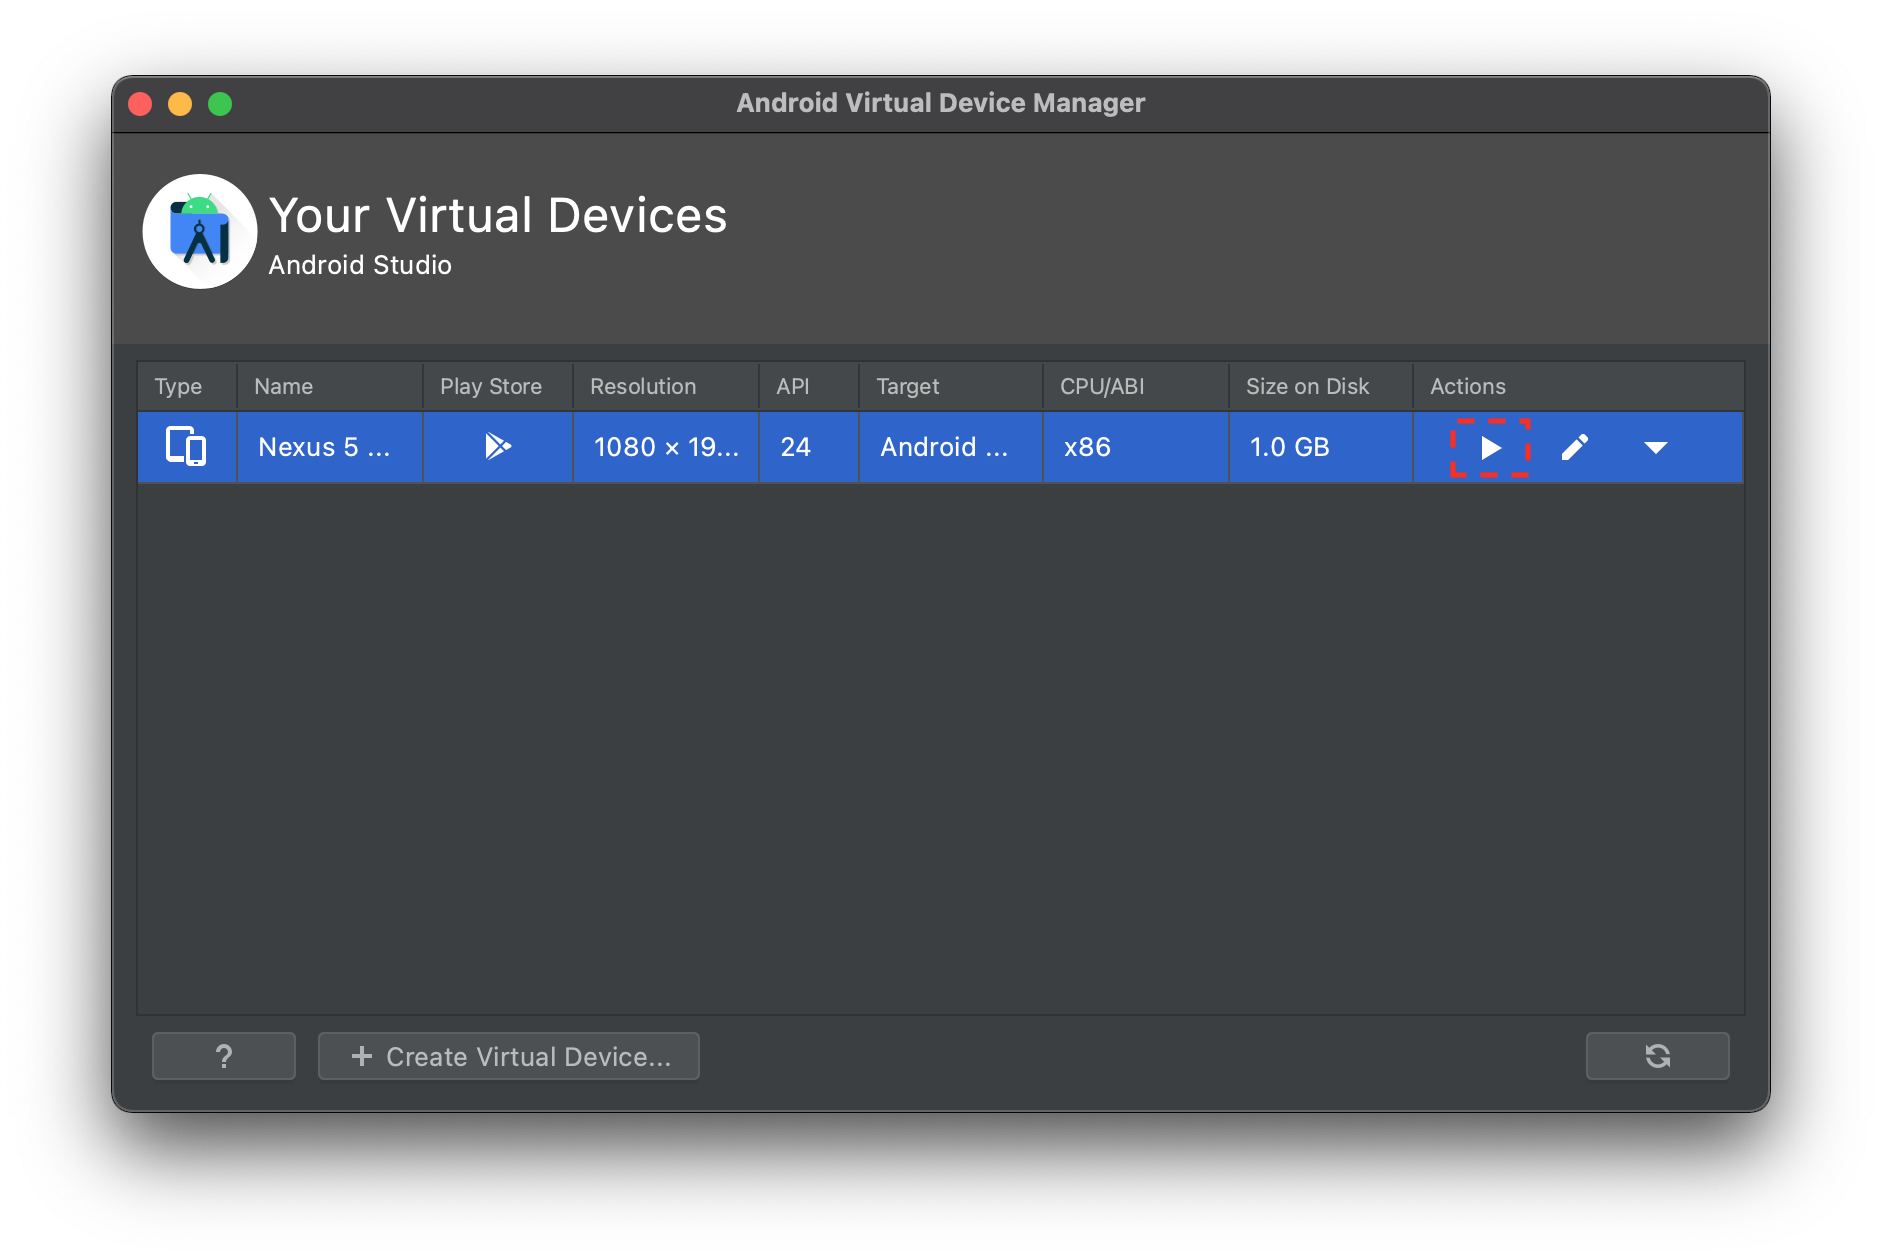 Android Virtual Device Manager
Your Virtual Devices
Android Studio
Type Name Play Store Resolution API Target CPU/ABI Size on Disk Actions
Nexus 5 ... 1080 × 19... 24 Android ... x86 1.0 GB
? + Create Virtual Device...